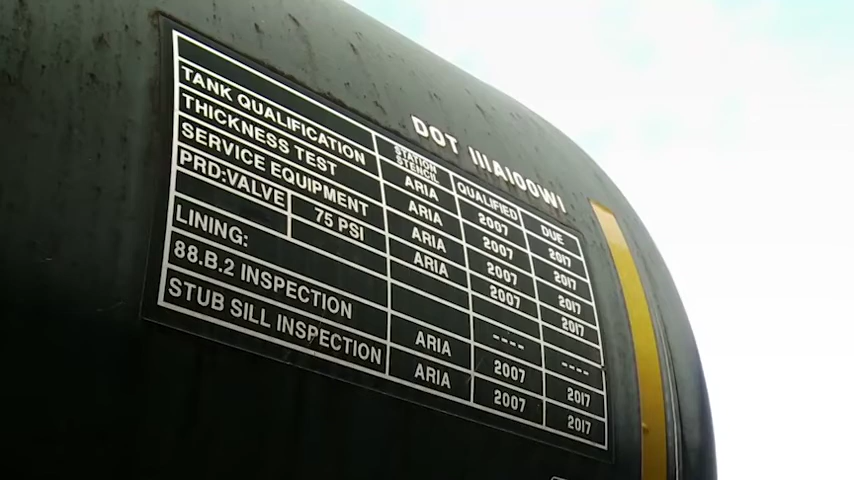 DOT 111A100W1
STATION STENCIL QUALIFIED DUE
TANK QUALIFICATION ARIA 2007 2017
THICKNESS TEST ARIA 2007 2017
SERVICE EQUIPMENT ARIA 2007 2017
PRD:VALVE 75 PSI ARIA 2007 2017
LINING: ---- ----
88.B.2 INSPECTION ARIA 2007 2017
STUB SILL INSPECTION ARIA 2007 2017